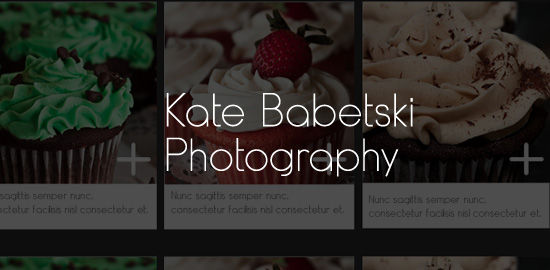 Kate Babetski
Photography
sagittis semper nunc,
consectetur facilisis nisl consectetur et.
Nunc sagittis semper nunc,
consectetur facilisis nisl consectetur et.
Nunc sagittis semper nunc,
consectetur facilisis nisl consectetur et.